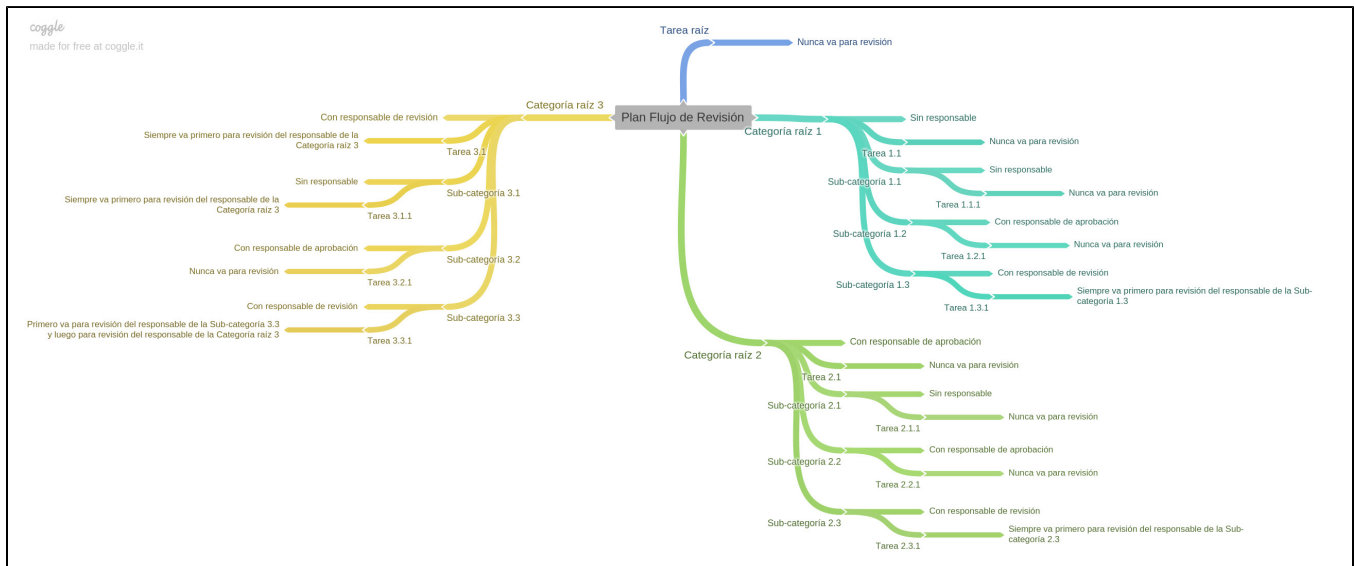 coggle
made for free at coggle.it
Plan Flujo de Revisión
Tarea raíz
Nunca va para revisión
Categoría raíz 1
Sin responsable
Tarea 1.1
Nunca va para revisión
Sub-categoría 1.1
Sin responsable
Tarea 1.1.1
Nunca va para revisión
Sub-categoría 1.2
Con responsable de aprobación
Tarea 1.2.1
Nunca va para revisión
Sub-categoría 1.3
Con responsable de revisión
Tarea 1.3.1
Siempre va primero para revisión del responsable de la Sub-
categoría 1.3
Categoría raíz 2
Con responsable de aprobación
Tarea 2.1
Nunca va para revisión
Sub-categoría 2.1
Sin responsable
Tarea 2.1.1
Nunca va para revisión
Sub-categoría 2.2
Con responsable de aprobación
Tarea 2.2.1
Nunca va para revisión
Sub-categoría 2.3
Con responsable de revisión
Tarea 2.3.1
Siempre va primero para revisión del responsable de la Sub-
categoría 2.3
Categoría raíz 3
Con responsable de revisión
Tarea 3.1
Siempre va primero para revisión del responsable de la
Categoría raíz 3
Sub-categoría 3.1
Sin responsable
Tarea 3.1.1
Siempre va primero para revisión del responsable de la
Categoría raíz 3
Sub-categoría 3.2
Con responsable de aprobación
Tarea 3.2.1
Nunca va para revisión
Sub-categoría 3.3
Con responsable de revisión
Tarea 3.3.1
Primero va para revisión del responsable de la Sub-categoría 3.3
y luego para revisión del responsable de la Categoría raíz 3